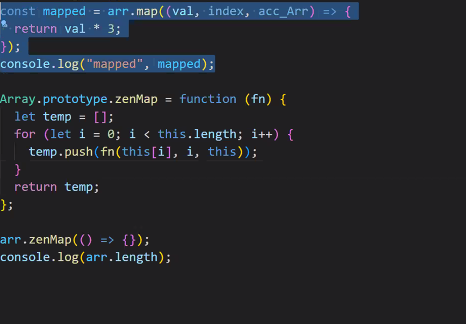 const mapped = arr.map((val, index, acc_Arr) => {
  return val * 3;
});
console.log("mapped", mapped);

Array.prototype.zenMap = function (fn) {
  let temp = [];
  for (let i = 0; i < this.length; i++) {
    temp.push(fn(this[i], i, this));
  }
  return temp;
};

arr.zenMap(() => {});
console.log(arr.length);